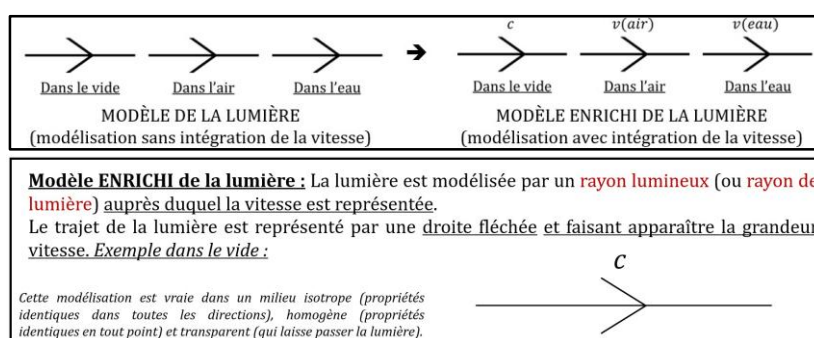 c v(air) v(eau)
Dans le vide Dans l'air Dans l'eau Dans le vide Dans l'air Dans l'eau
MODÈLE DE LA LUMIÈRE MODÈLE ENRICHI DE LA LUMIÈRE
(modélisation sans intégration de la vitesse) (modélisation avec intégration de la vitesse)
Modèle ENRICHI de la lumière : La lumière est modélisée par un rayon lumineux (ou rayon de
lumière) auprès duquel la vitesse est représentée.
Le trajet de la lumière est représenté par une droite fléchée et faisant apparaître la grandeur
vitesse. Exemple dans le vide :
c
Cette modélisation est vraie dans un milieu isotrope (propriétés
identiques dans toutes les directions), homogène (propriétés
identiques en tout point) et transparent (qui laisse passer la lumière).